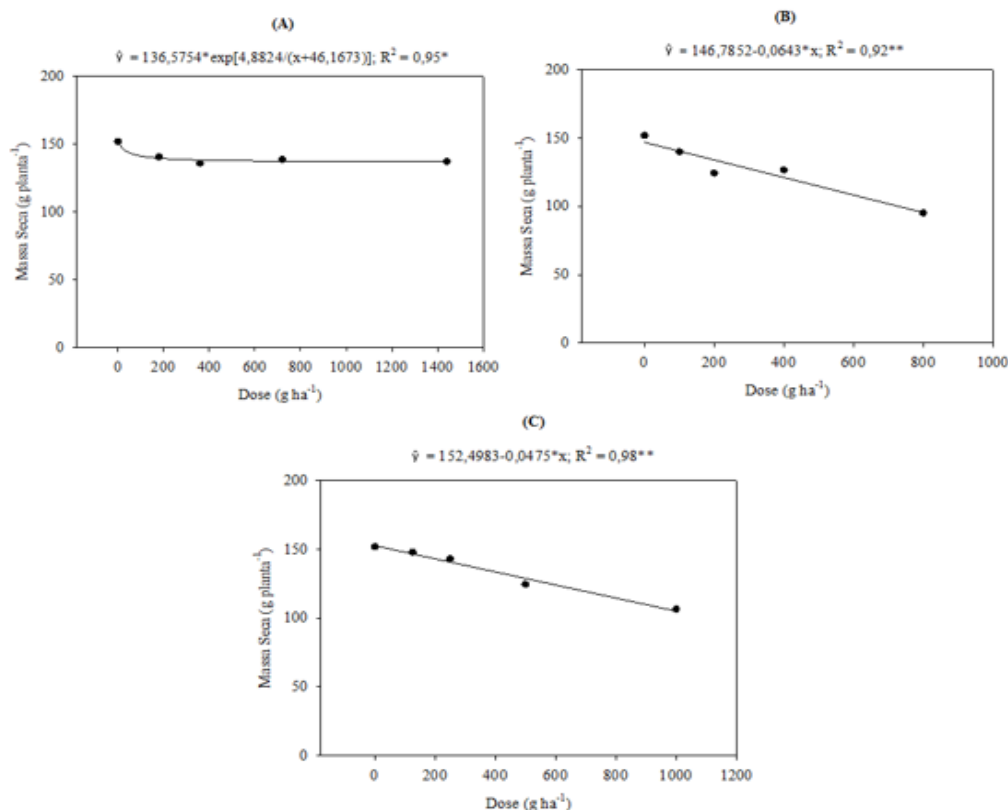 (A)
ŷ = 136,5754*exp[4,8824/(x+46,1673)]; R² = 0,95*
200
150
100
50
0
Massa Seca (g planta⁻¹)
0 200 400 600 800 1000 1200 1400 1600
Dose (g ha⁻¹)
(B)
ŷ = 146,7852-0,0643*x; R² = 0,92**
200
150
100
50
0
Massa Seca (g planta⁻¹)
0 200 400 600 800 1000
Dose (g ha⁻¹)
(C)
ŷ = 152,4983-0,0475*x; R² = 0,98**
200
150
100
50
0
Massa Seca (g planta⁻¹)
0 200 400 600 800 1000 1200
Dose (g ha⁻¹)